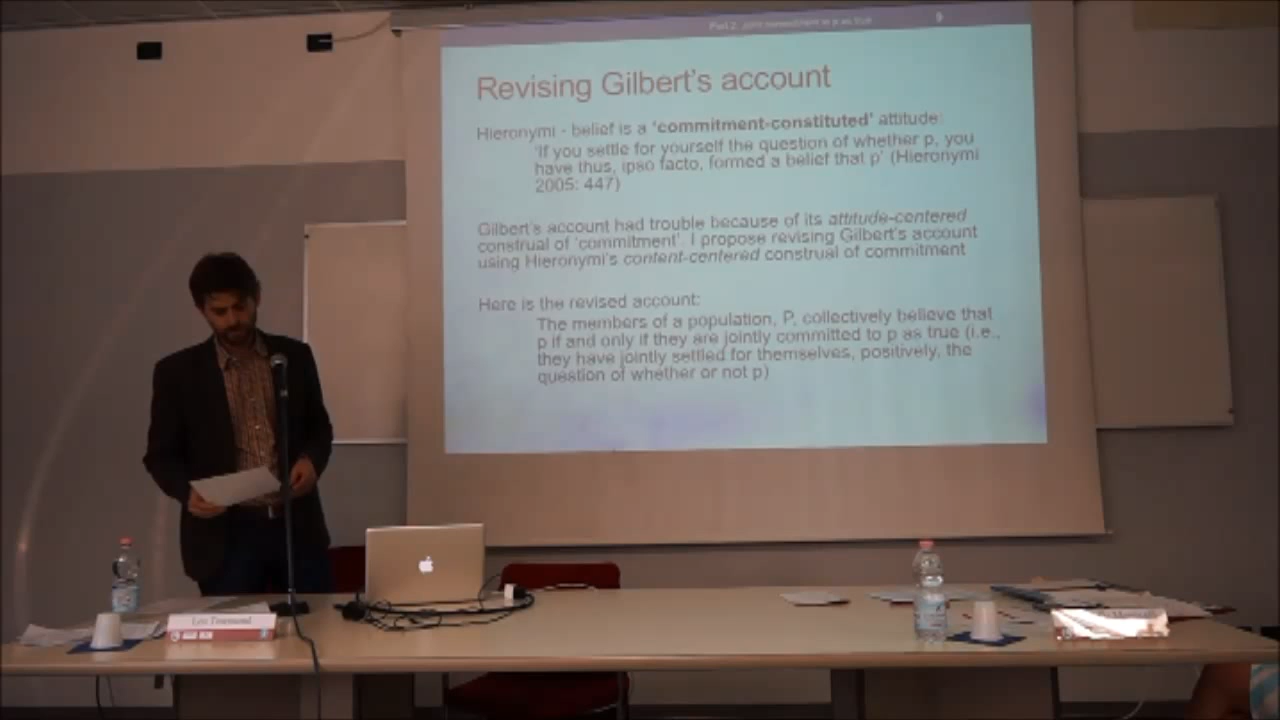 Part 2: Joint commitment to p as true
9
Revising Gilbert's account
Hieronymi - belief is a 'commitment-constituted' attitude:
'If you settle for yourself the question of whether p, you
have thus, ipso facto, formed a belief that p' (Hieronymi
2005: 447)
Gilbert's account had trouble because of its attitude-centered
construal of 'commitment'. I propose revising Gilbert's account
using Hieronymi's content-centered construal of commitment
Here is the revised account:
The members of a population, P, collectively believe that
p if and only if they are jointly committed to p as true (i.e.,
they have jointly settled for themselves, positively, the
question of whether or not p)
Leo Townsend